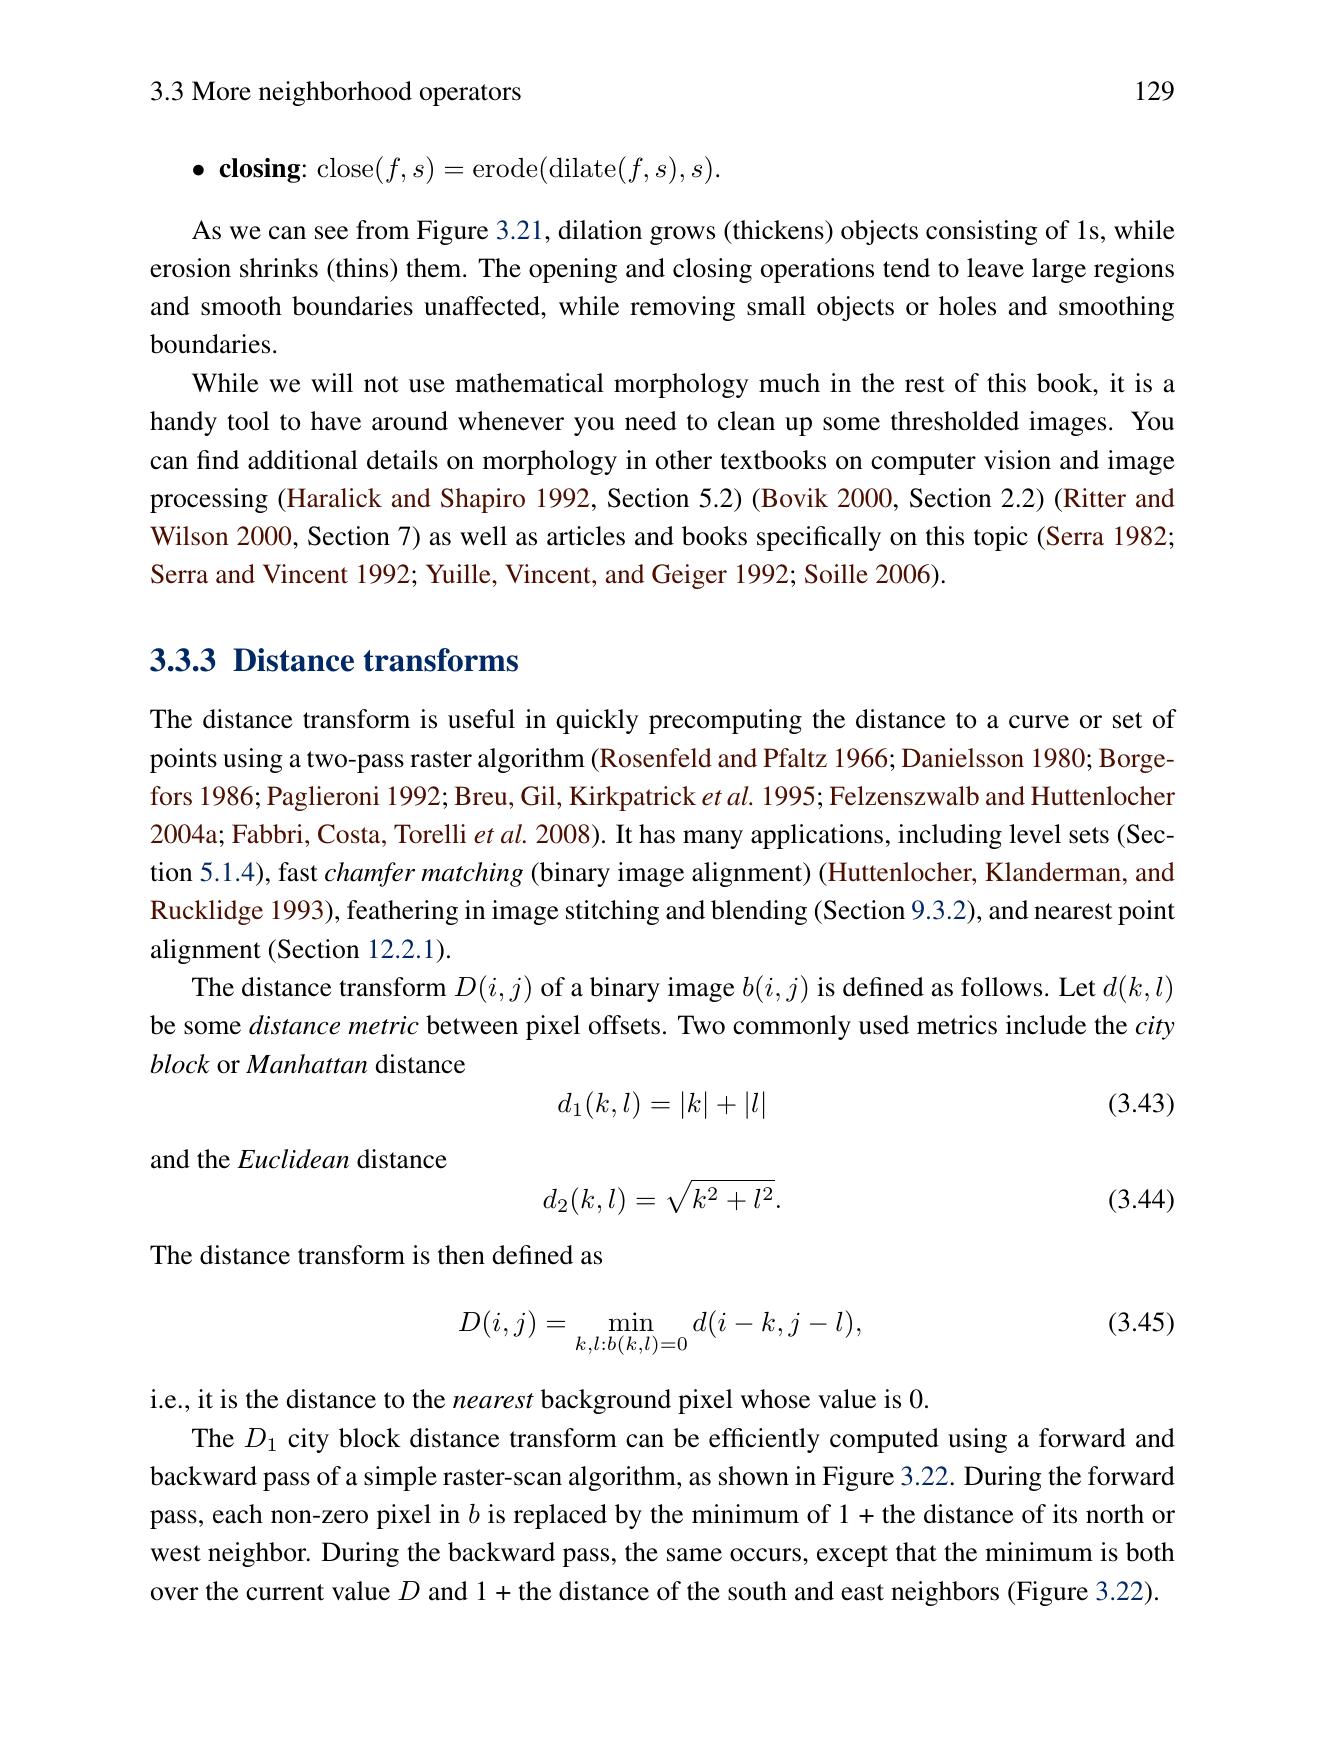 3.3 More neighborhood operators 129
• closing: close(f, s) = erode(dilate(f, s), s).
As we can see from Figure 3.21, dilation grows (thickens) objects consisting of 1s, while
erosion shrinks (thins) them. The opening and closing operations tend to leave large regions
and smooth boundaries unaffected, while removing small objects or holes and smoothing
boundaries.
While we will not use mathematical morphology much in the rest of this book, it is a
handy tool to have around whenever you need to clean up some thresholded images. You
can find additional details on morphology in other textbooks on computer vision and image
processing (Haralick and Shapiro 1992, Section 5.2) (Bovik 2000, Section 2.2) (Ritter and
Wilson 2000, Section 7) as well as articles and books specifically on this topic (Serra 1982;
Serra and Vincent 1992; Yuille, Vincent, and Geiger 1992; Soille 2006).
3.3.3 Distance transforms
The distance transform is useful in quickly precomputing the distance to a curve or set of
points using a two-pass raster algorithm (Rosenfeld and Pfaltz 1966; Danielsson 1980; Borge-
fors 1986; Paglieroni 1992; Breu, Gil, Kirkpatrick et al. 1995; Felzenszwalb and Huttenlocher
2004a; Fabbri, Costa, Torelli et al. 2008). It has many applications, including level sets (Sec-
tion 5.1.4), fast chamfer matching (binary image alignment) (Huttenlocher, Klanderman, and
Rucklidge 1993), feathering in image stitching and blending (Section 9.3.2), and nearest point
alignment (Section 12.2.1).
The distance transform D(i, j) of a binary image b(i, j) is defined as follows. Let d(k, l)
be some distance metric between pixel offsets. Two commonly used metrics include the city
block or Manhattan distance
d₁(k, l) = |k| + |l| (3.43)
and the Euclidean distance
d₂(k, l) = √(k² + l²). (3.44)
The distance transform is then defined as
D(i, j) = min d(i − k, j − l), (3.45)
k,l:b(k,l)=0
i.e., it is the distance to the nearest background pixel whose value is 0.
The D₁ city block distance transform can be efficiently computed using a forward and
backward pass of a simple raster-scan algorithm, as shown in Figure 3.22. During the forward
pass, each non-zero pixel in b is replaced by the minimum of 1 + the distance of its north or
west neighbor. During the backward pass, the same occurs, except that the minimum is both
over the current value D and 1 + the distance of the south and east neighbors (Figure 3.22).